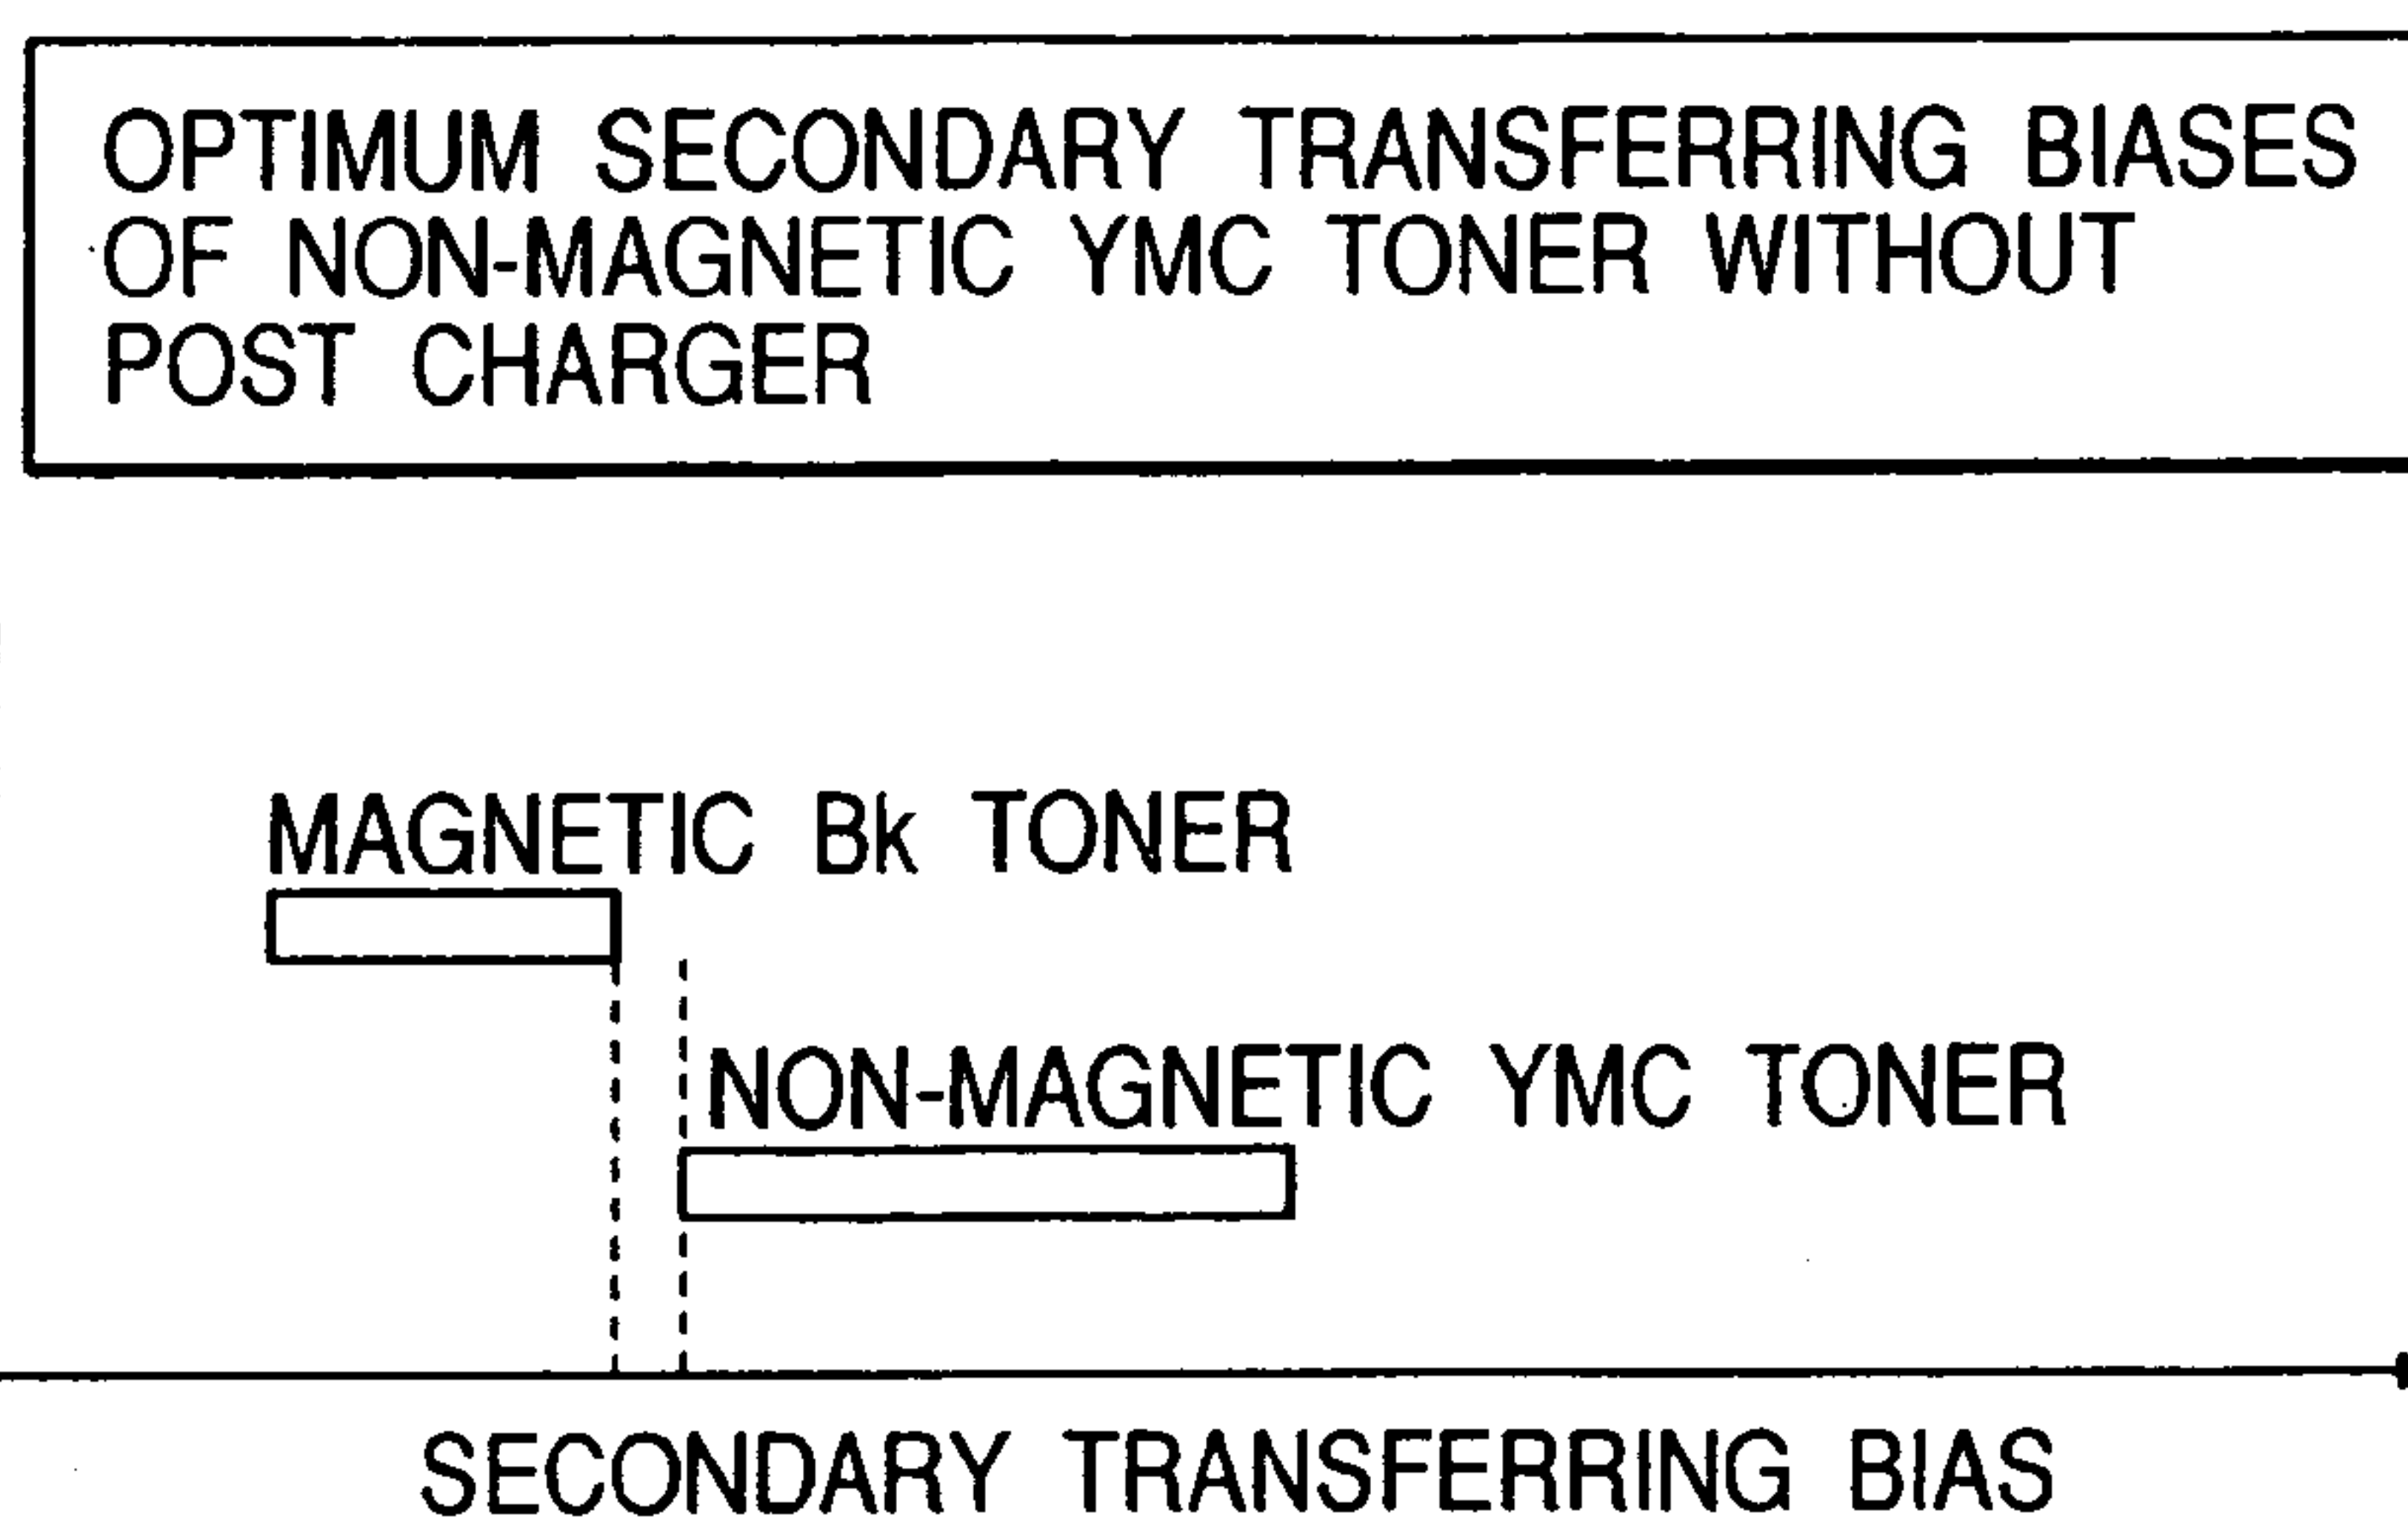 OPTIMUM SECONDARY TRANSFERRING BIASES
OF NON-MAGNETIC YMC TONER WITHOUT
POST CHARGER
MAGNETIC Bk TONER
NON-MAGNETIC YMC TONER
SECONDARY TRANSFERRING BIAS